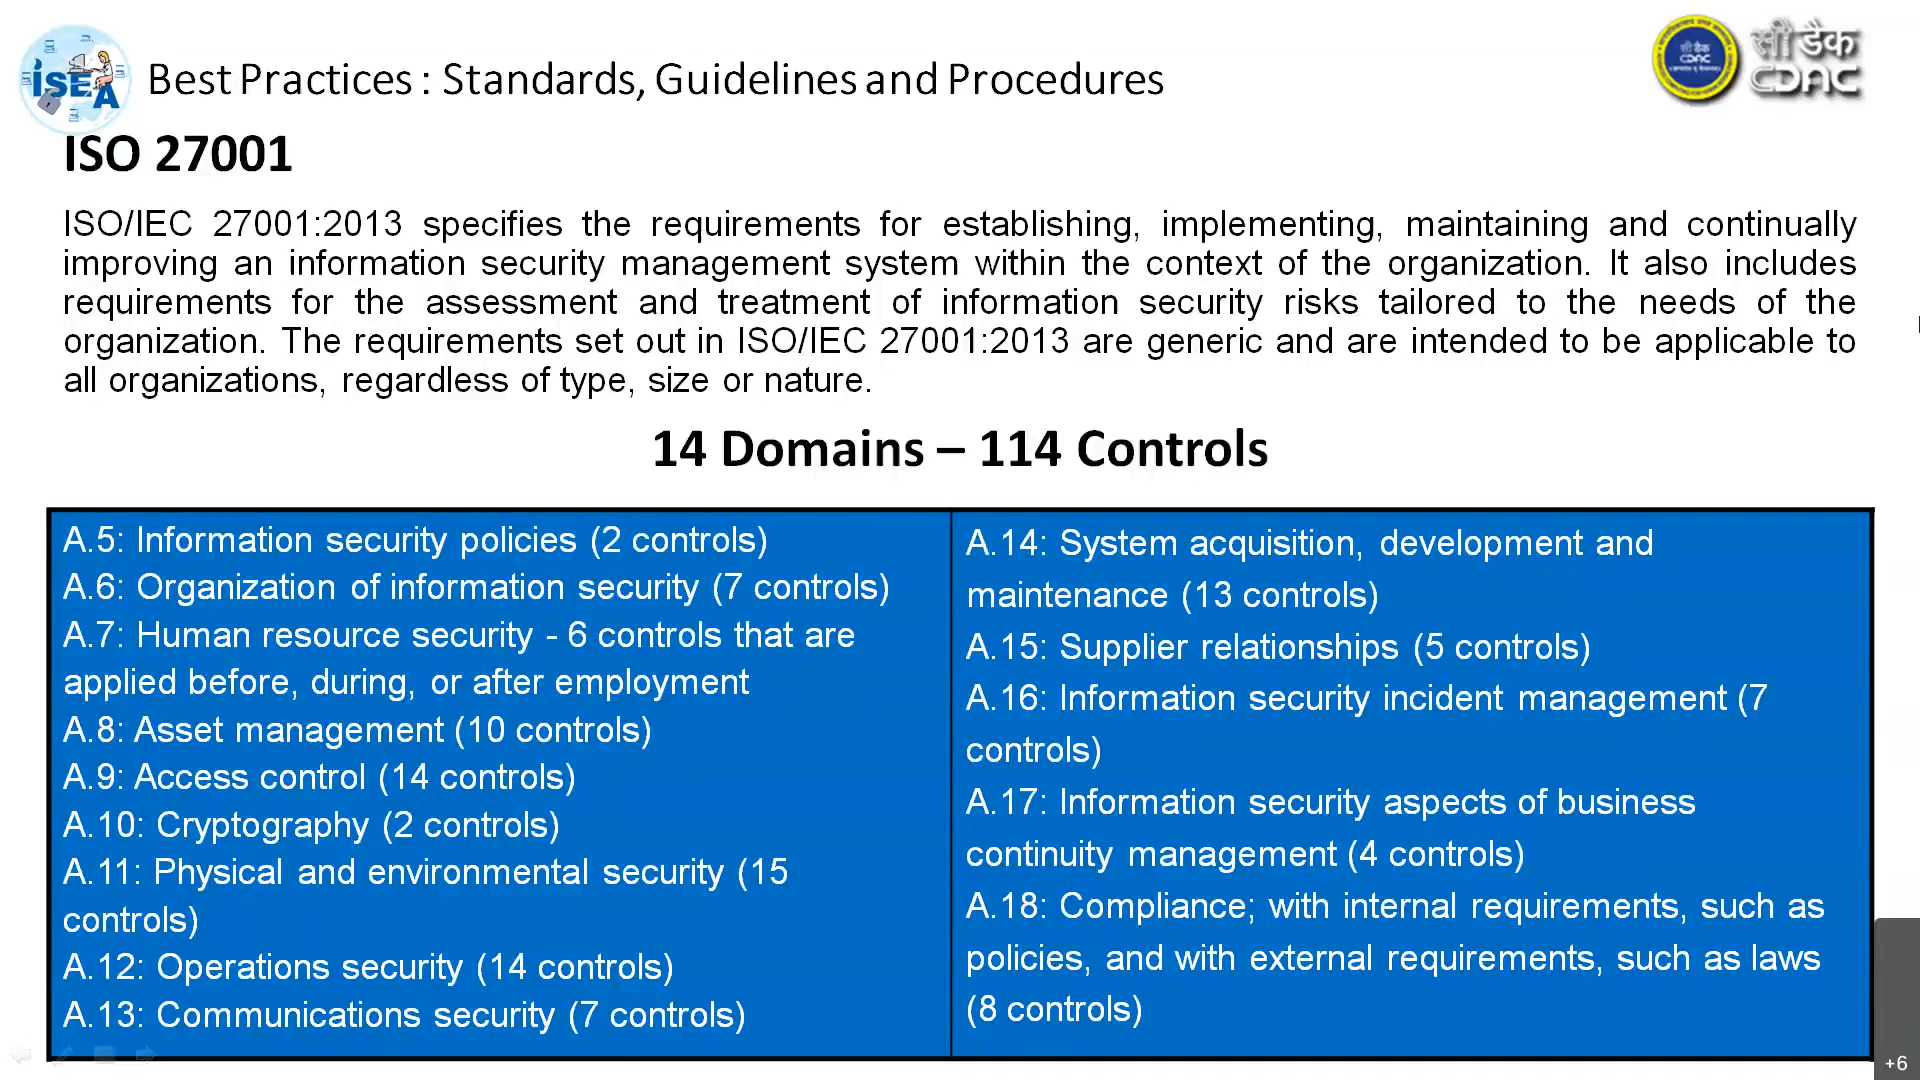 iSEA
Best Practices : Standards, Guidelines and Procedures
सी डैक
CDAC
सी डैक
CDAC
ISO 27001
ISO/IEC 27001:2013 specifies the requirements for establishing, implementing, maintaining and continually
improving an information security management system within the context of the organization. It also includes
requirements for the assessment and treatment of information security risks tailored to the needs of the
organization. The requirements set out in ISO/IEC 27001:2013 are generic and are intended to be applicable to
all organizations, regardless of type, size or nature.
14 Domains – 114 Controls
A.5: Information security policies (2 controls)
A.6: Organization of information security (7 controls)
A.7: Human resource security - 6 controls that are
applied before, during, or after employment
A.8: Asset management (10 controls)
A.9: Access control (14 controls)
A.10: Cryptography (2 controls)
A.11: Physical and environmental security (15
controls)
A.12: Operations security (14 controls)
A.13: Communications security (7 controls)
A.14: System acquisition, development and
maintenance (13 controls)
A.15: Supplier relationships (5 controls)
A.16: Information security incident management (7
controls)
A.17: Information security aspects of business
continuity management (4 controls)
A.18: Compliance; with internal requirements, such as
policies, and with external requirements, such as laws
(8 controls)
+6